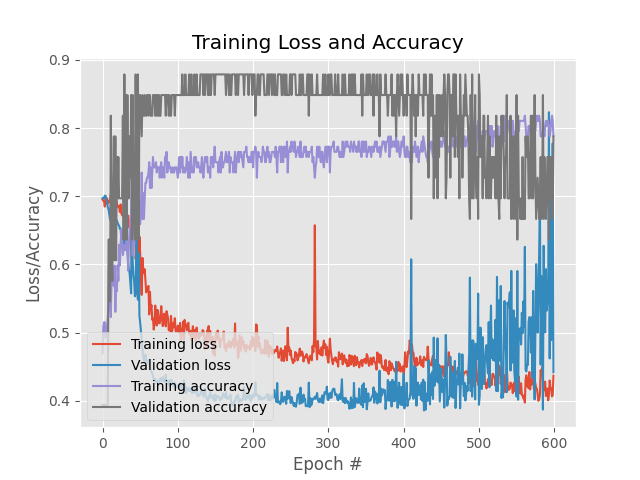 Training Loss and Accuracy
Loss/Accuracy
0.9
0.8
0.7
0.6
0.5
0.4
Training loss
Validation loss
Training accuracy
Validation accuracy
0 100 200 300 400 500 600
Epoch #